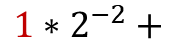 1 * 2⁻² +